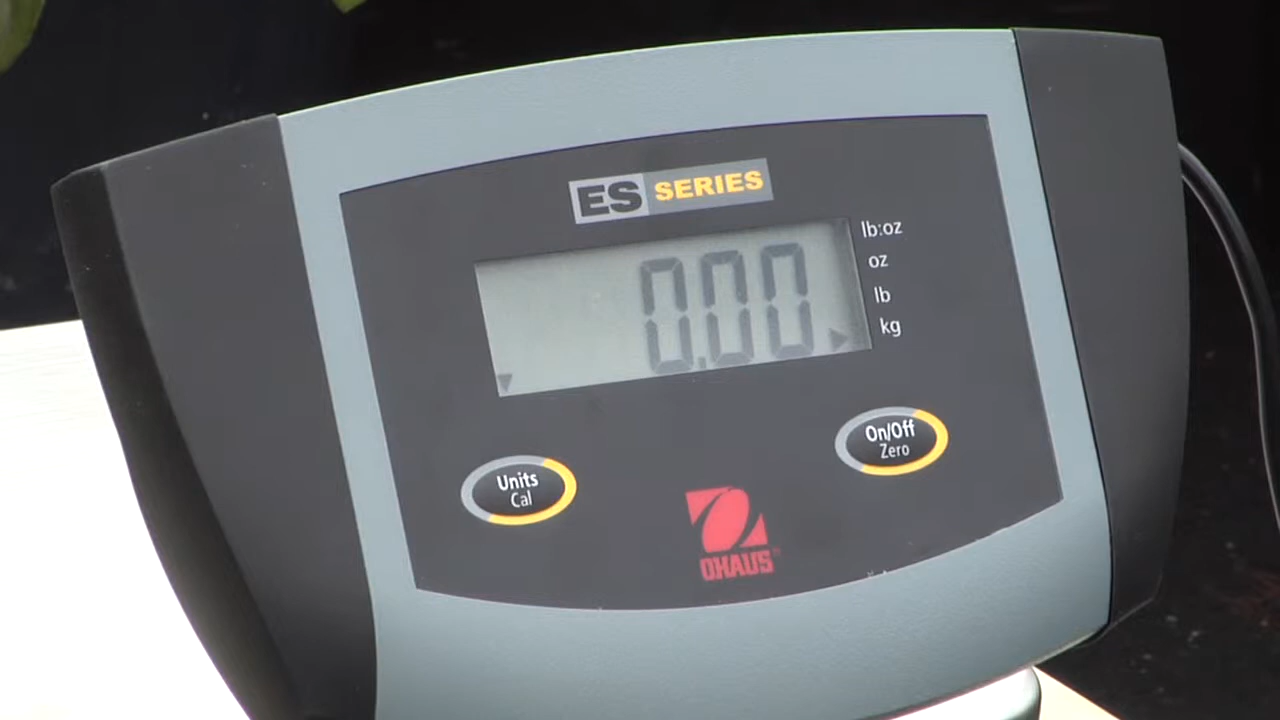 ES SERIES
0.00
lb:oz
oz
lb
kg
Units
Cal
On/Off
Zero
OHAUS